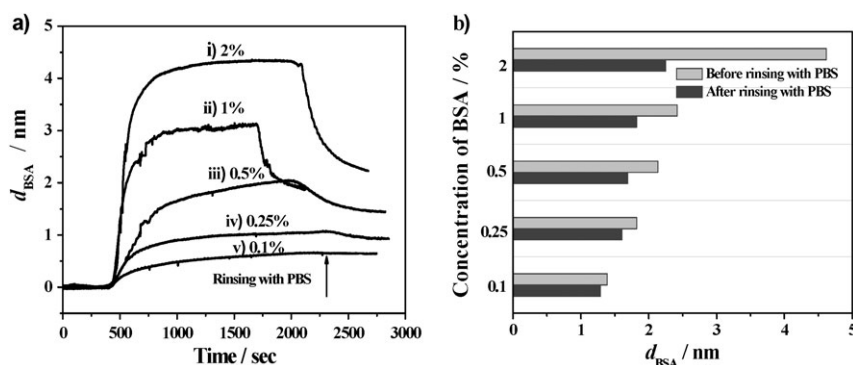 a)
5
4
3
2
1
0
d_BSA / nm
i) 2%
ii) 1%
iii) 0.5%
iv) 0.25%
v) 0.1%
Rinsing with PBS
0 500 1000 1500 2000 2500 3000
Time / sec
b)
Concentration of BSA / %
2
1
0.5
0.25
0.1
Before rinsing with PBS
After rinsing with PBS
0 1 2 3 4 5
d_BSA / nm